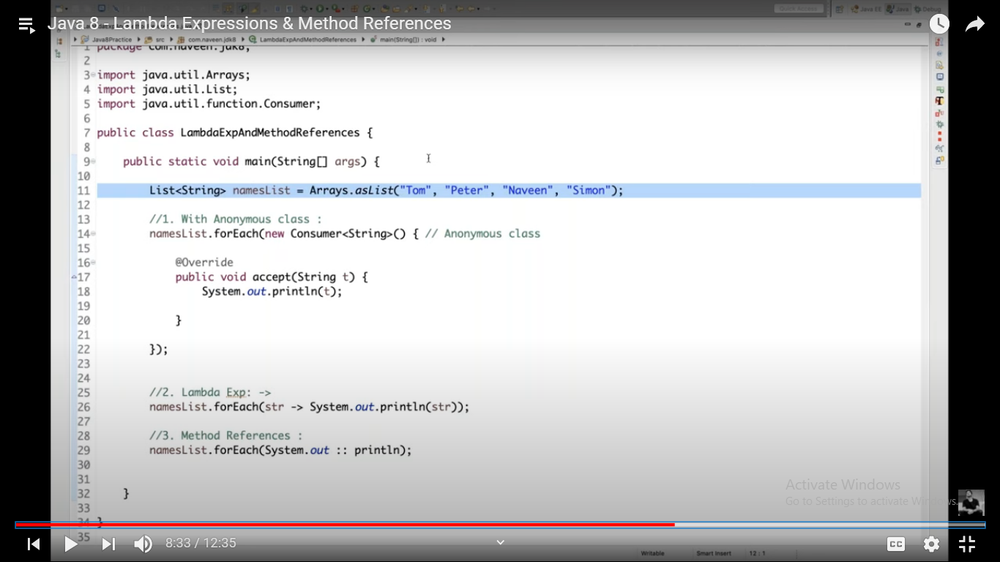 Java 8 - Lambda Expressions & Method References
Quick Access
Java EE
Java
Debug
Java8Practice
src
com.naveen.jdk8
LambdaExpAndMethodReferences
main(String[]) : void
1 package com.naveen.jdk8;
2
3 import java.util.Arrays;
4 import java.util.List;
5 import java.util.function.Consumer;
6
7 public class LambdaExpAndMethodReferences {
8
9 public static void main(String[] args) {
10
11 List<String> namesList = Arrays.asList("Tom", "Peter", "Naveen", "Simon");
12
13 //1. With Anonymous class :
14 namesList.forEach(new Consumer<String>() { // Anonymous class
15
16 @Override
17 public void accept(String t) {
18 System.out.println(t);
19
20 }
21
22 });
23
24
25 //2. Lambda Exp: ->
26 namesList.forEach(str -> System.out.println(str));
27
28 //3. Method References :
29 namesList.forEach(System.out :: println);
30
31
32 }
33
34 }
35
Activate Windows
Go to Settings to activate Windows.
8:33 / 12:35
CC
Writable
Smart Insert
12 : 1